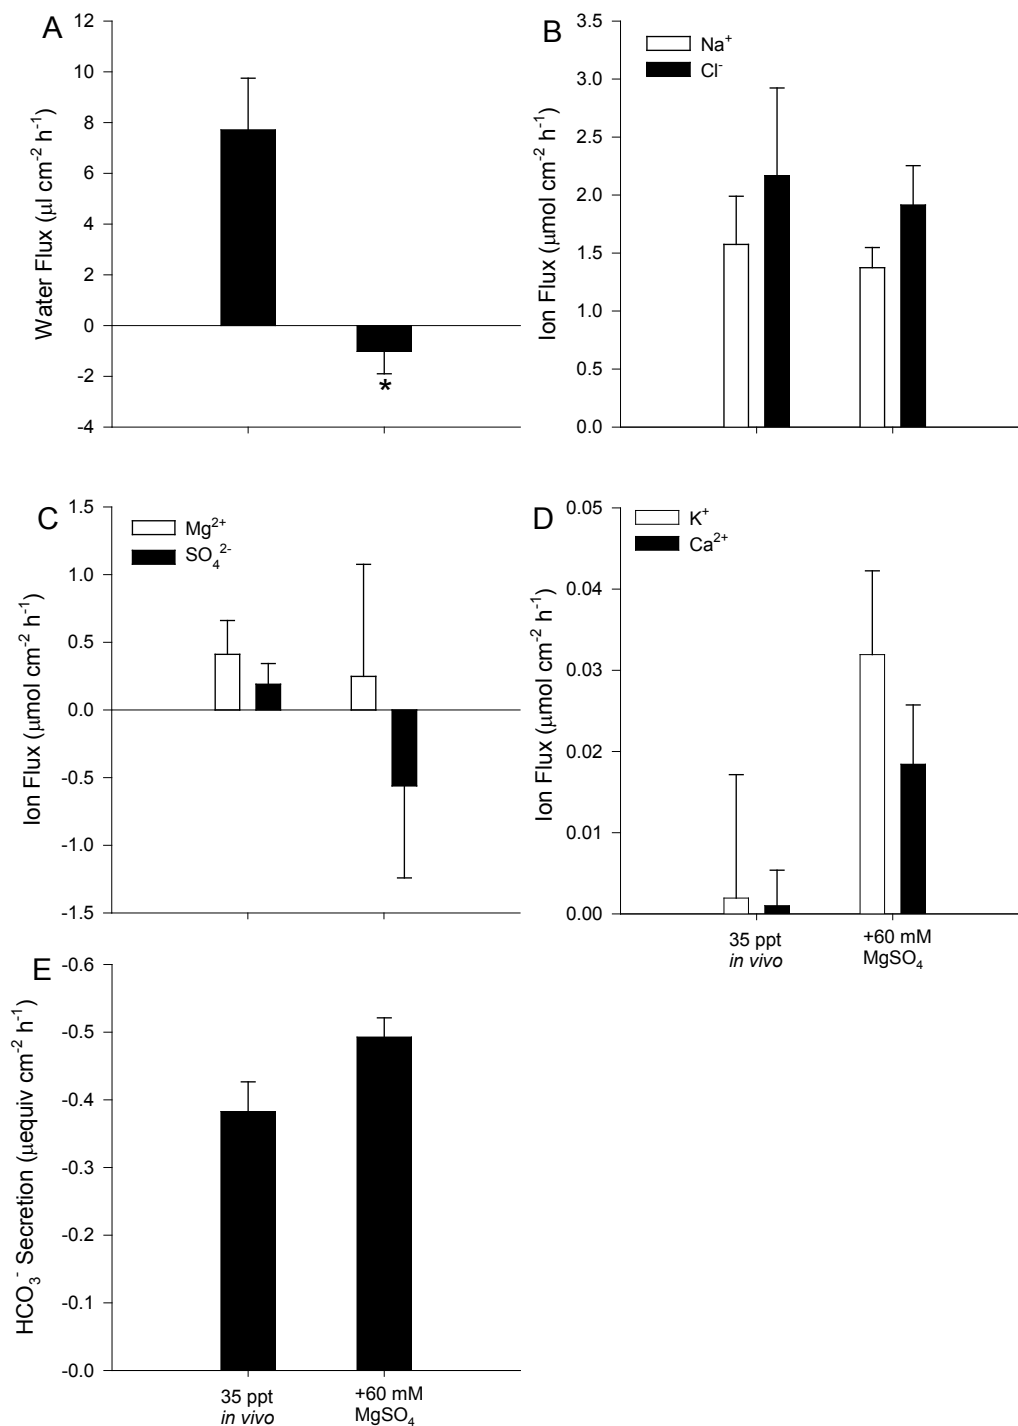 A
12
10
8
6
4
2
0
-2
-4
Water Flux (μl cm⁻² h⁻¹)
*
B
3.5
3.0
2.5
2.0
1.5
1.0
0.5
0.0
Ion Flux (μmol cm⁻² h⁻¹)
Na⁺
Cl⁻
C
1.5
1.0
0.5
0.0
-0.5
-1.0
-1.5
Ion Flux (μmol cm⁻² h⁻¹)
Mg²⁺
SO₄²⁻
D
0.05
0.04
0.03
0.02
0.01
0.00
Ion Flux (μmol cm⁻² h⁻¹)
K⁺
Ca²⁺
35 ppt
in vivo
+60 mM
MgSO₄
E
-0.6
-0.5
-0.4
-0.3
-0.2
-0.1
-0.0
HCO₃⁻ Secretion (μequiv cm⁻² h⁻¹)
35 ppt
in vivo
+60 mM
MgSO₄